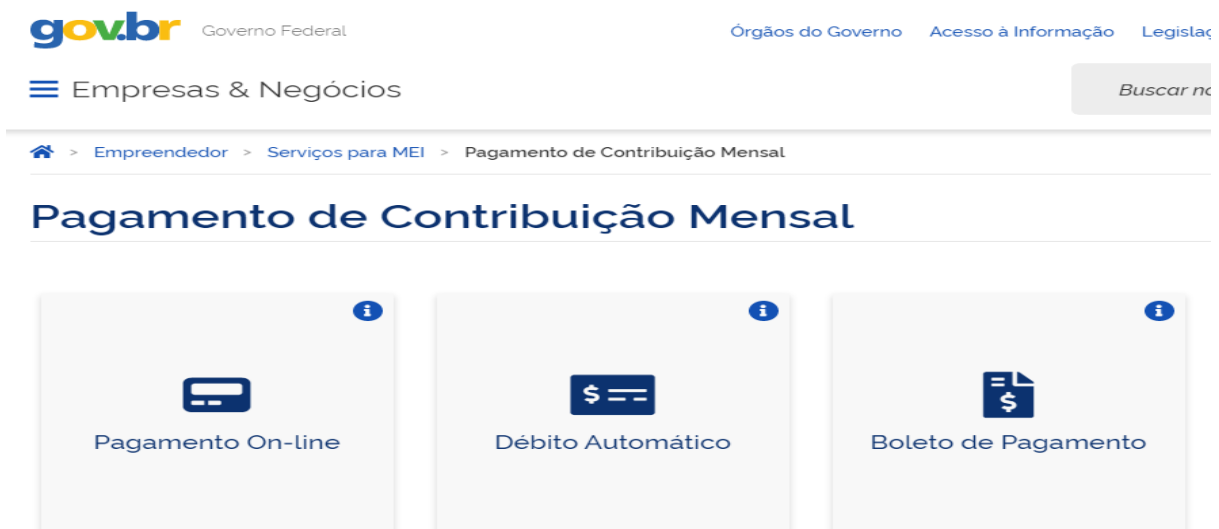 gov.br Governo Federal Órgãos do Governo Acesso à Informação
Empresas & Negócios Buscar
> Empreendedor > Serviços para MEI > Pagamento de Contribuição Mensal
Pagamento de Contribuição Mensal
Pagamento On-line Débito Automático Boleto de Pagamento